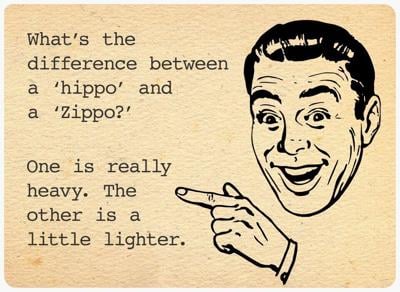 What's the
difference between
a 'hippo' and
a 'Zippo?'
One is really
heavy. The
other is a
little lighter.